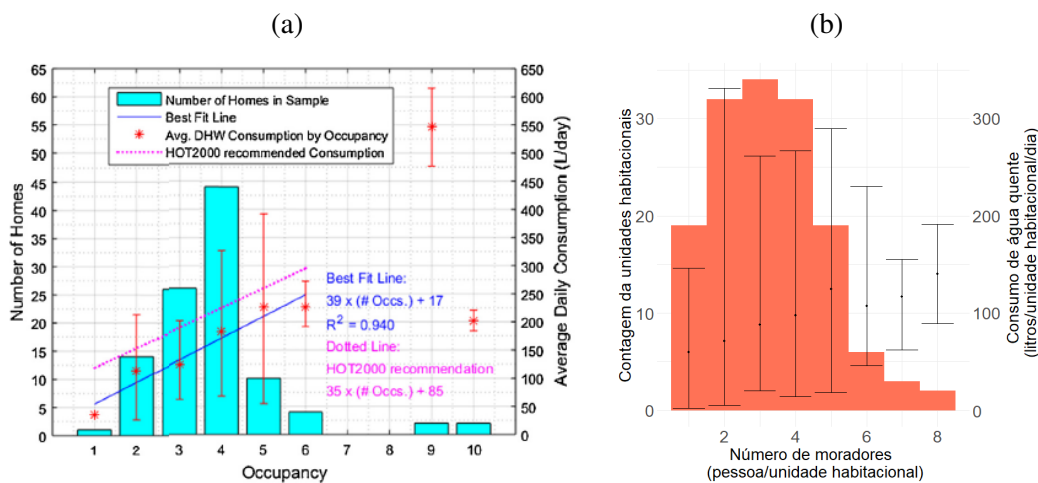 (a)
(b)
65
60
55
50
45
40
35
30
25
20
15
10
5
0
Number of Homes
Number of Homes in Sample
Best Fit Line
Avg. DHW Consumption by Occupancy
HOT2000 recommended Consumption
Best Fit Line:
39 x (# Occs.) + 17
R² = 0.940
Dotted Line:
HOT2000 recommendation
35 x (# Occs.) + 85
650
600
550
500
450
400
350
300
250
200
150
100
50
0
Average Daily Consumption (L/day)
1 2 3 4 5 6 7 8 9 10
Occupancy
Contagem da unidades habitacionais
30
20
10
0
300
200
100
0
Consumo de água quente
(litros/unidade habitacional/dia)
2 4 6 8
Número de moradores
(pessoa/unidade habitacional)